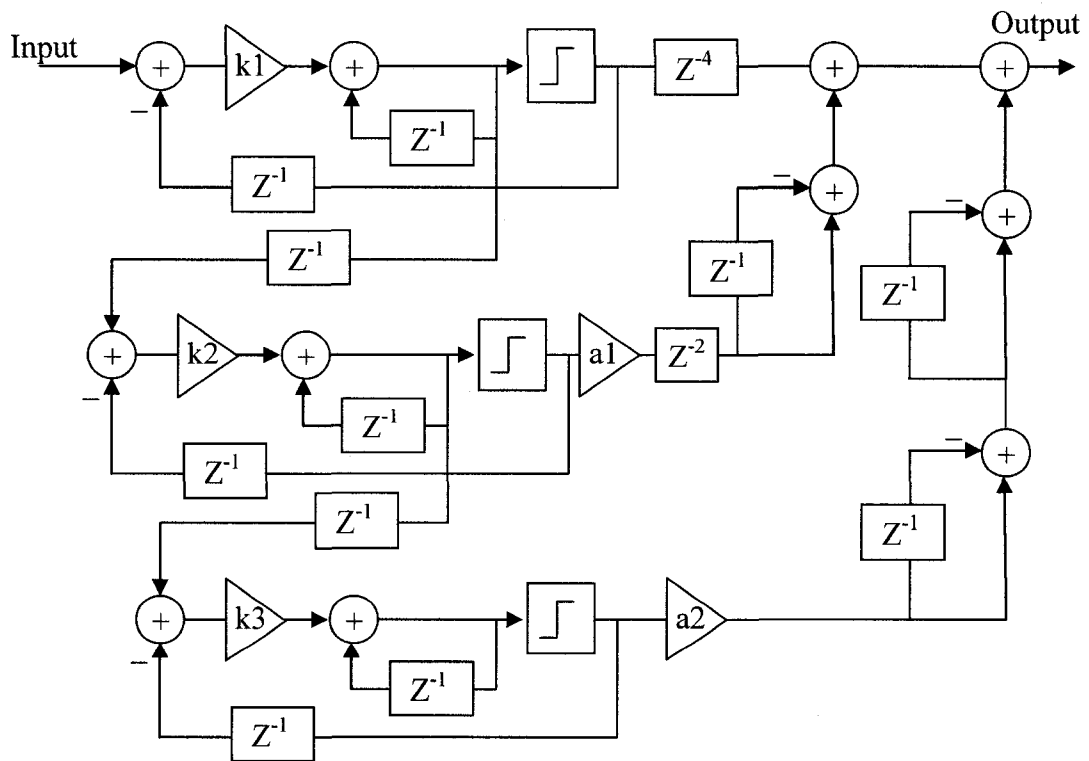 Input
Output
k1
Z⁻⁴
+
+
+
+
−
Z⁻¹
Z⁻¹
−
+
−
+
Z⁻¹
Z⁻¹
Z⁻¹
+
k2
+
a1
Z⁻²
−
Z⁻¹
Z⁻¹
−
+
Z⁻¹
Z⁻¹
+
k3
+
a2
−
Z⁻¹
Z⁻¹